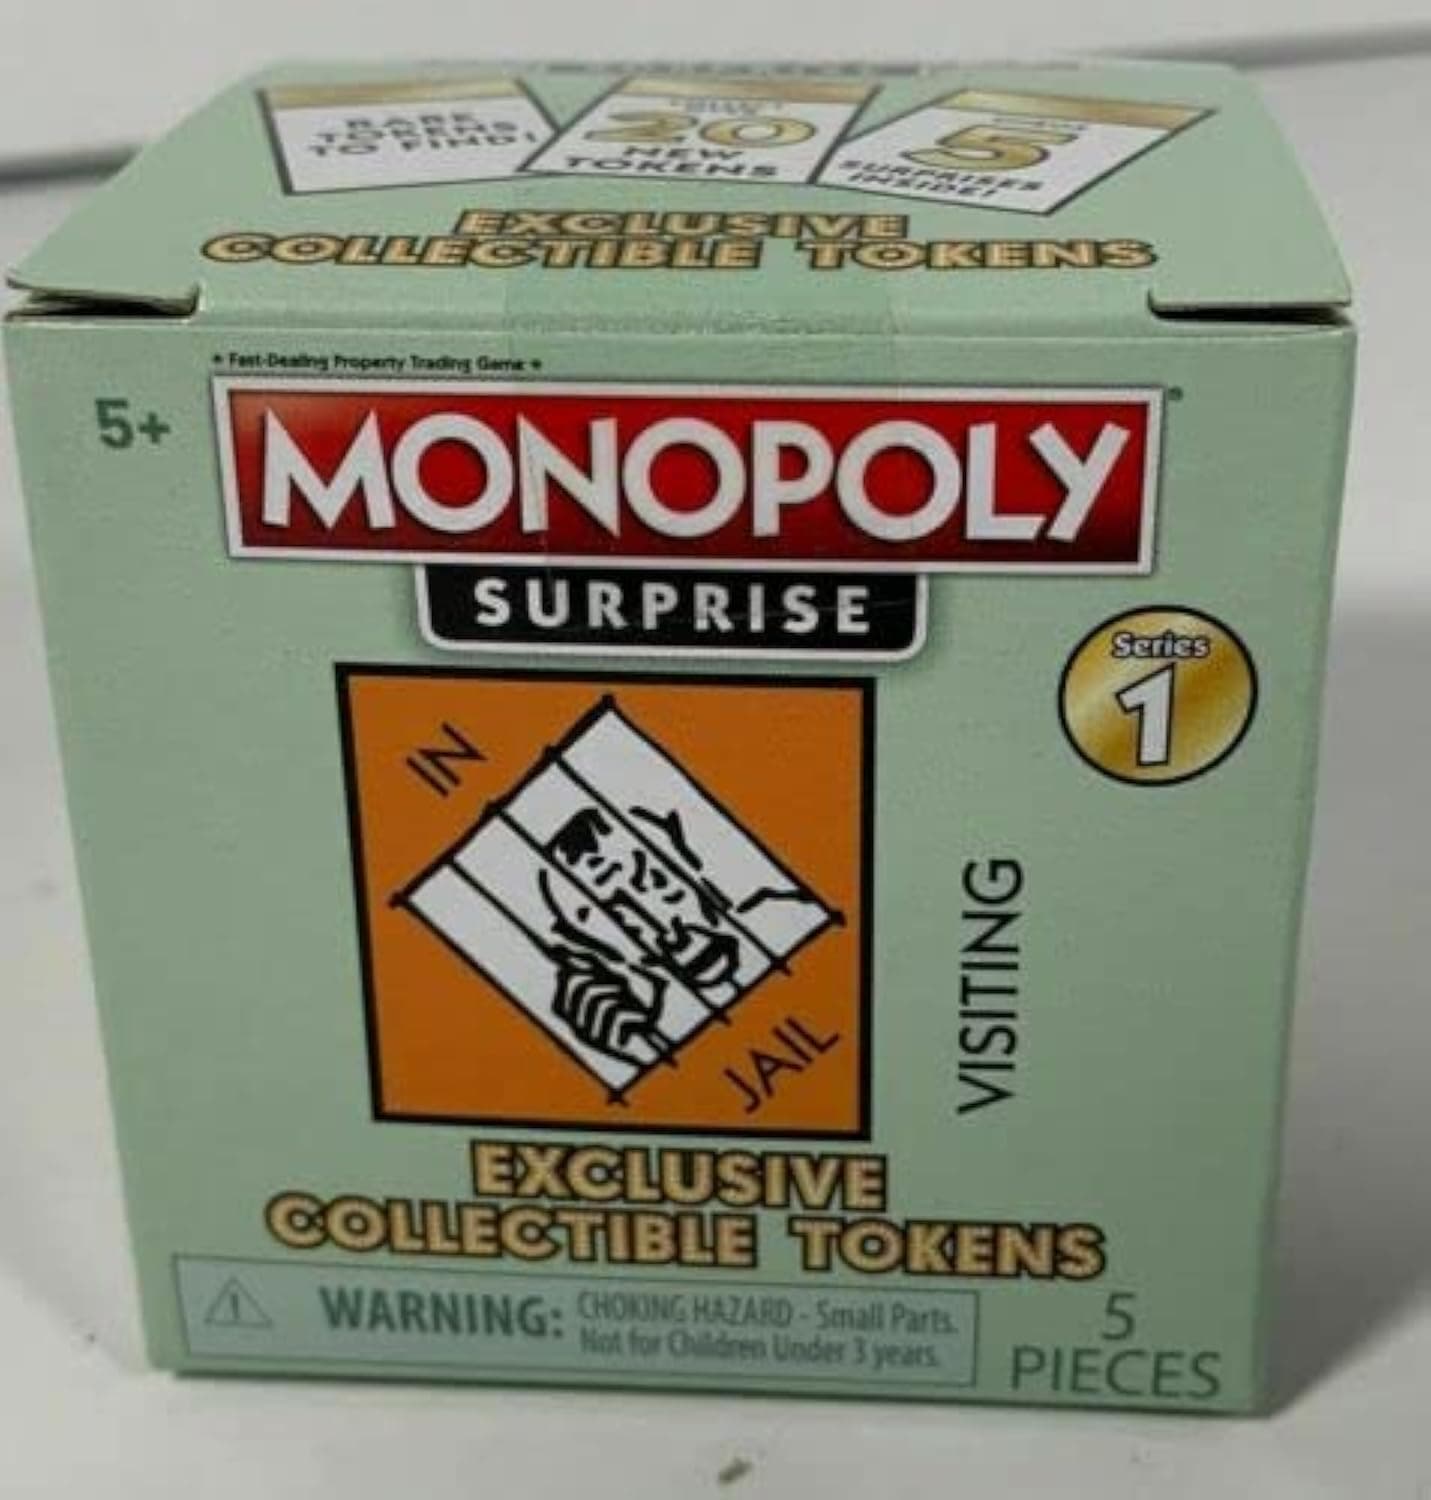 RARE
TOKENS
TO FIND!
20
NEW
TOKENS
5
SURPRISES
INSIDE!
EXCLUSIVE
COLLECTIBLE TOKENS
Fast-Dealing Property Trading Game
5+
MONOPOLY
SURPRISE
Series
1
IN
JAIL
VISITING
EXCLUSIVE
COLLECTIBLE TOKENS
WARNING: CHOKING HAZARD - Small Parts.
Not for Children Under 3 years.
5
PIECES